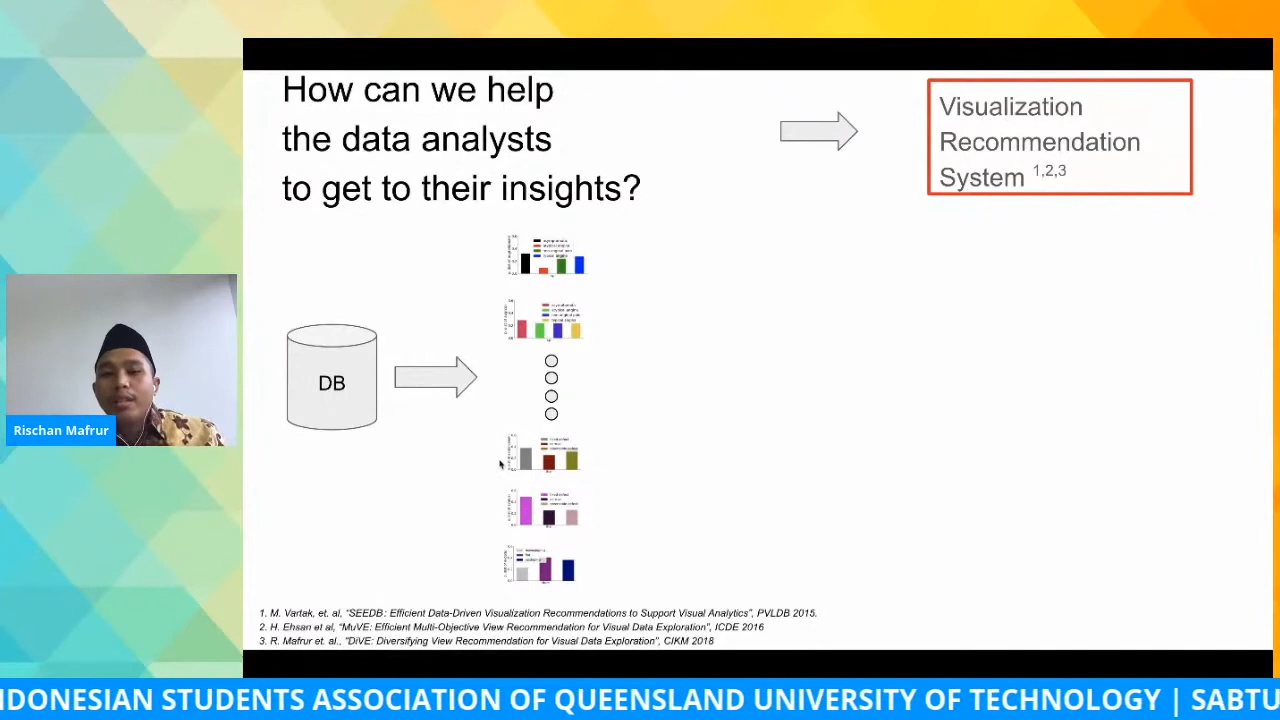 How can we help
the data analysts
to get to their insights?
Visualization
Recommendation
System 1,2,3
DB
Rischan Mafrur
1. M. Vartak, et. al, “SEEDB: Efficient Data-Driven Visualization Recommendations to Support Visual Analytics”, PVLDB 2015.
2. H. Ehsan et al, “MuVE: Efficient Multi-Objective View Recommendation for Visual Data Exploration”, ICDE 2016
3. R. Mafrur et. al., “DiVE: Diversifying View Recommendation for Visual Data Exploration”, CIKM 2018
NDONESIAN STUDENTS ASSOCIATION OF QUEENSLAND UNIVERSITY OF TECHNOLOGY | SABTU